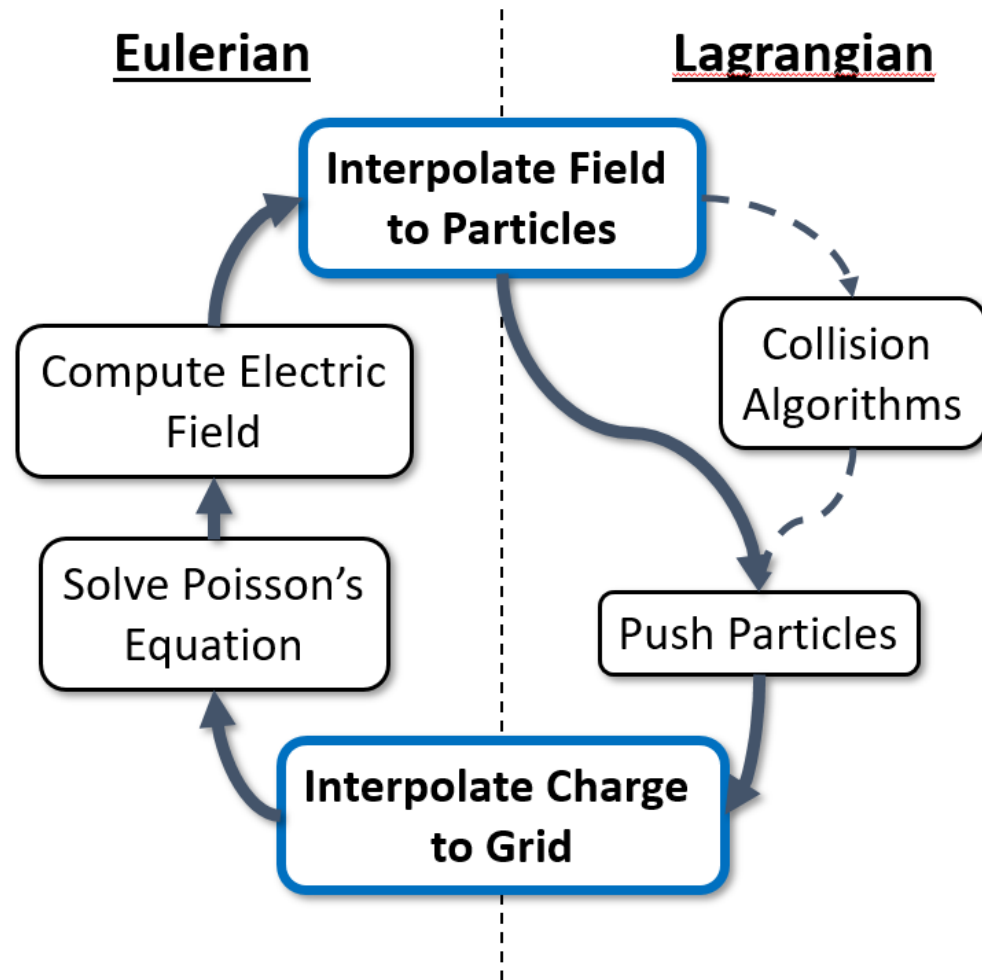 Eulerian
Lagrangian
Interpolate Field
to Particles
Collision
Algorithms
Compute Electric
Field
Solve Poisson’s
Equation
Push Particles
Interpolate Charge
to Grid